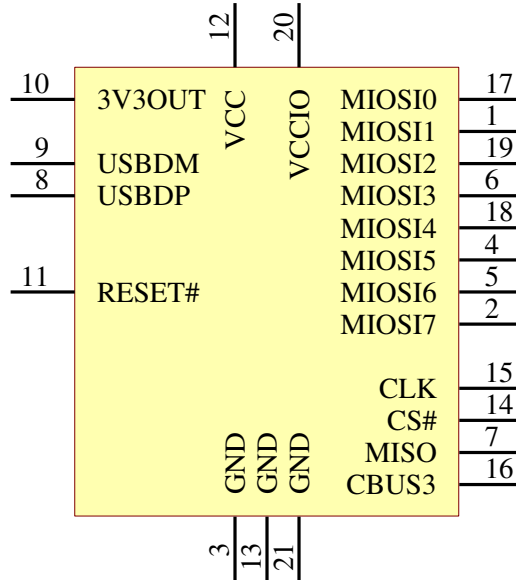 12 20
10 3V3OUT VCC VCCIO MIOSI0 17
MIOSI1 1
9 USBDM MIOSI2 19
8 USBDP MIOSI3 6
MIOSI4 18
MIOSI5 4
11 RESET# MIOSI6 5
MIOSI7 2
CLK 15
CS# 14
GND GND GND MISO 7
CBUS3 16
3 13 21